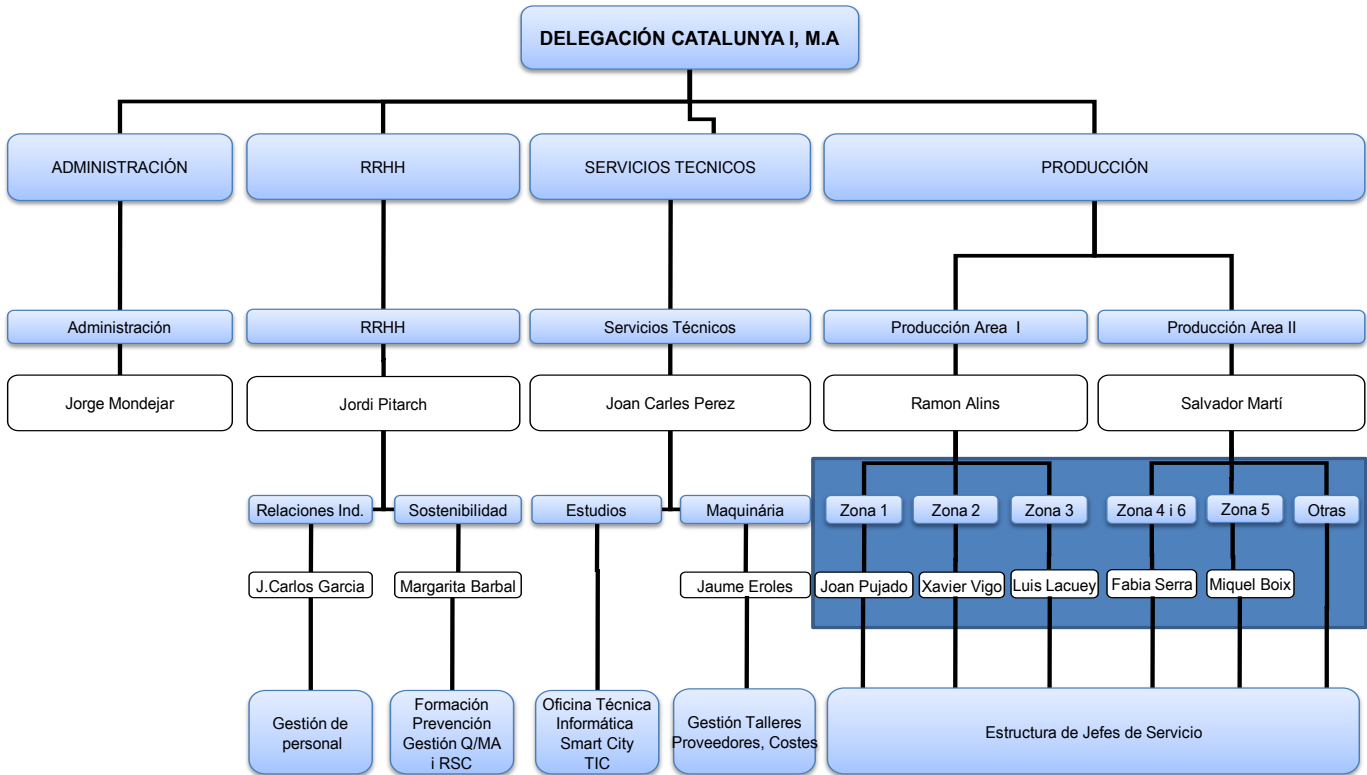 DELEGACIÓN CATALUNYA I, M.A
ADMINISTRACIÓN
RRHH
SERVICIOS TECNICOS
PRODUCCIÓN
Administración
RRHH
Servicios Técnicos
Producción Area I
Producción Area II
Jorge Mondejar
Jordi Pitarch
Joan Carles Perez
Ramon Alins
Salvador Martí
Relaciones Ind.
Sostenibilidad
Estudios
Maquinária
Zona 1
Zona 2
Zona 3
Zona 4 i 6
Zona 5
Otras
J.Carlos Garcia
Margarita Barbal
Jaume Eroles
Joan Pujado
Xavier Vigo
Luis Lacuey
Fabia Serra
Miquel Boix
Gestión de
personal
Formación
Prevención
Gestión Q/MA
i RSC
Oficina Técnica
Informática
Smart City
TIC
Gestión Talleres
Proveedores, Costes
Estructura de Jefes de Servicio